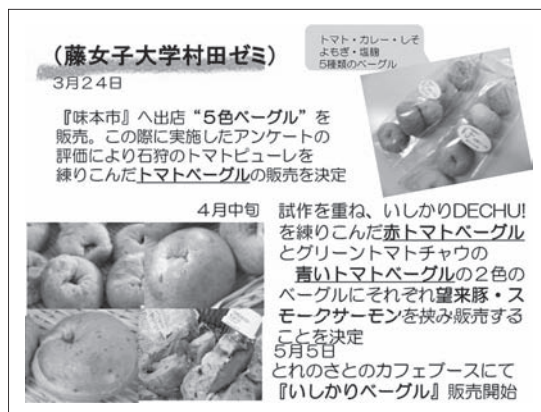 (藤女子大学村田ゼミ)
トマト・カレー・しそ
よもぎ・塩麹
5種類のベーグル
3月24日
『味本市』へ出店“5色ベーグル”を
販売。この際に実施したアンケートの
評価により石狩のトマトピューレを
練りこんだトマトベーグルの販売を決定
4月中旬
試作を重ね、いしかりDECHU!
を練りこんだ赤トマトベーグル
とグリーントマトチャウの
青いトマトベーグルの2色の
ベーグルにそれぞれ望来豚・ス
モークサーモンを挟み販売する
ことを決定
5月5日
とれのさとのカフェブースにて
『いしかりベーグル』販売開始